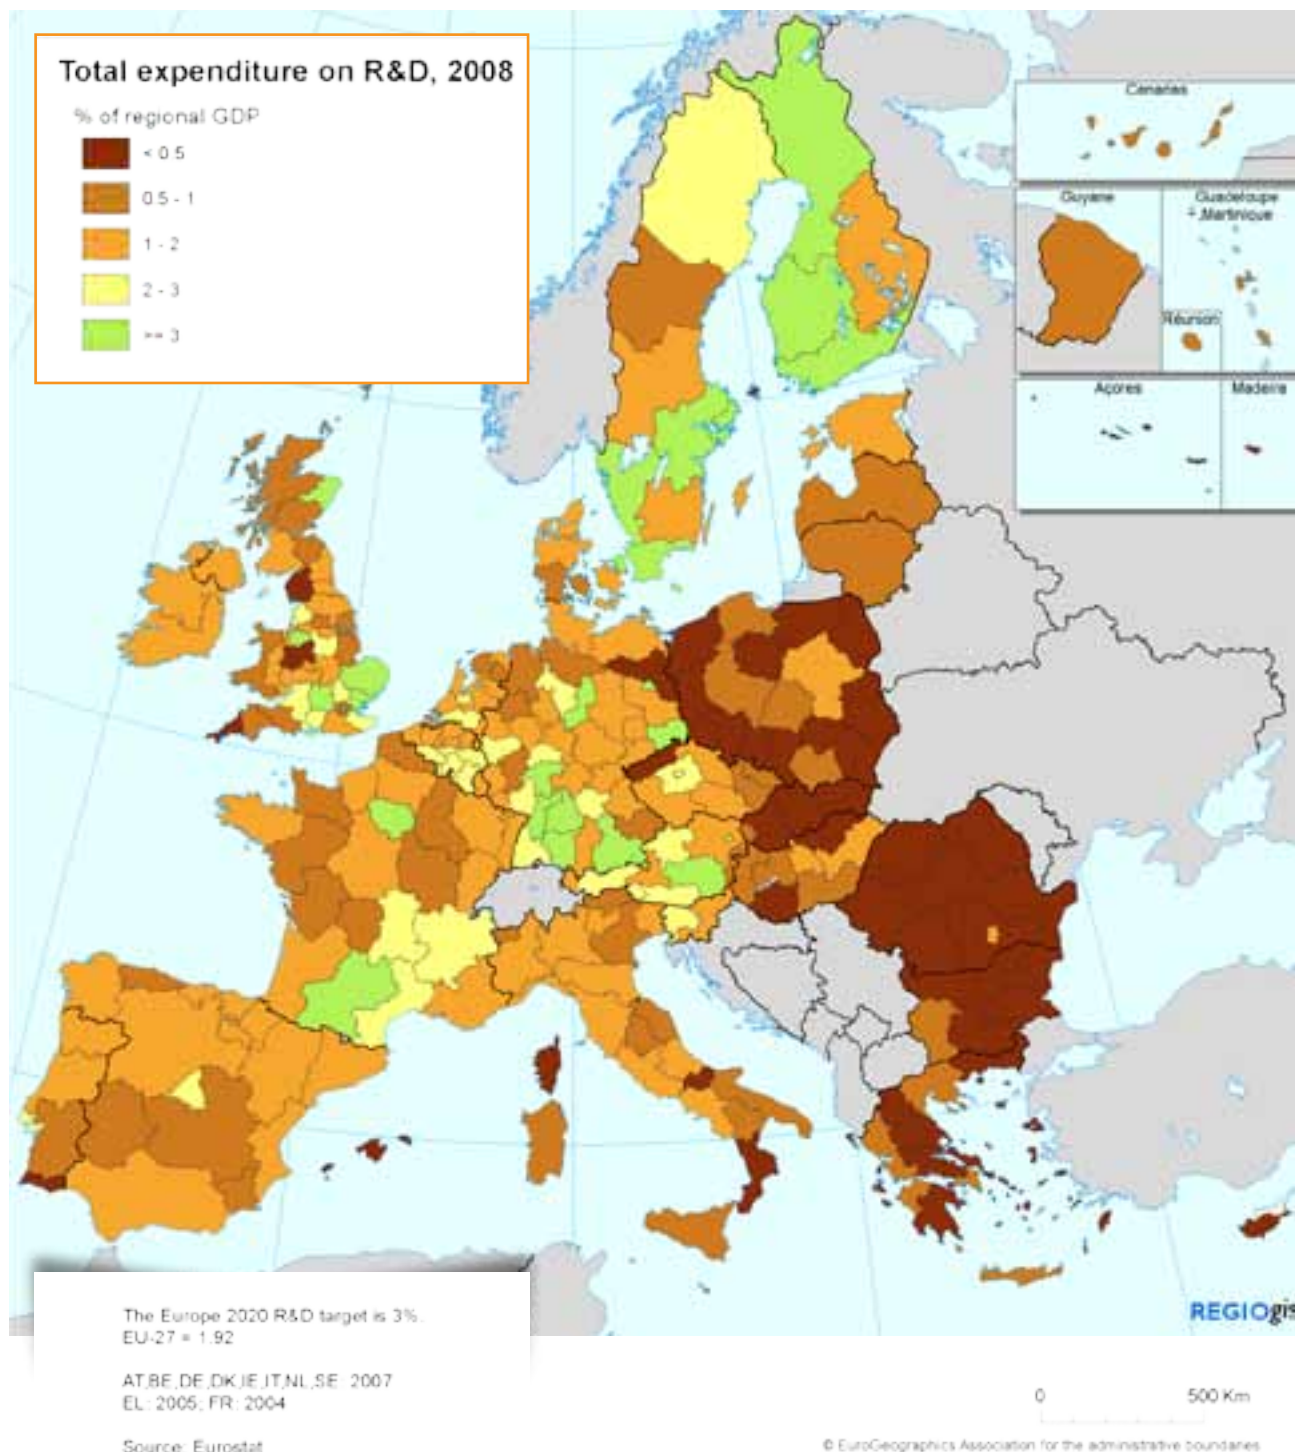 Total expenditure on R&D, 2008
% of regional GDP
< 0.5
0.5 - 1
1 - 2
2 - 3
>= 3
Canarias
Guyane
Guadeloupe
Martinique
Réunion
Açores
Madeira
REGIOgis
The Europe 2020 R&D target is 3%.
EU-27 = 1.92
AT,BE,DE,DK,IE,IT,NL,SE: 2007
EL: 2005; FR: 2004
Source: Eurostat
0 500 Km
© EuroGeographics Association for the administrative boundaries